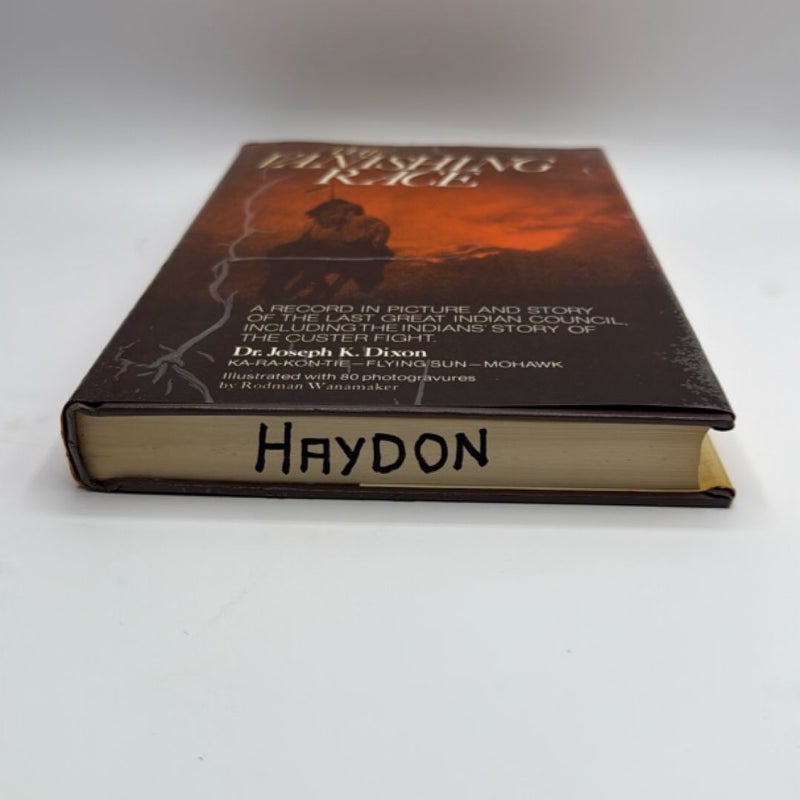 THE
VANISHING
RACE
A RECORD IN PICTURE AND STORY
OF THE LAST GREAT INDIAN COUNCIL,
INCLUDING THE INDIANS' STORY OF
THE CUSTER FIGHT.
Dr. Joseph K. Dixon
KA-RA-KON-TIE—FLYING SUN—MOHAWK
Illustrated with 80 photogravures
by Rodman Wanamaker
HAYDON